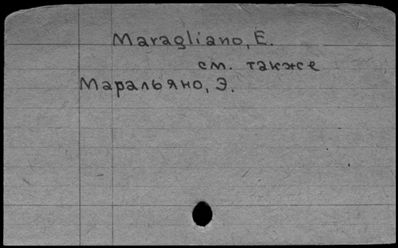 Maragliano, E.
см. также
Маральяно, Э.